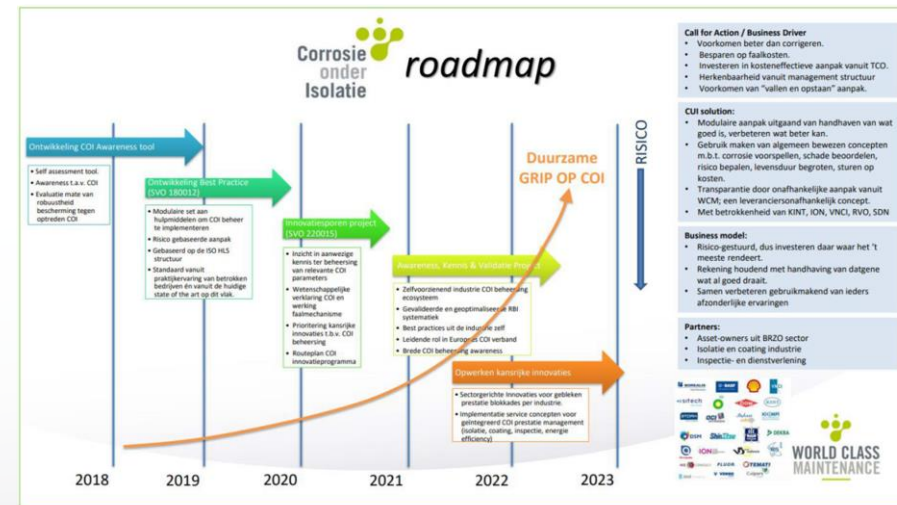 Corrosie
onder
Isolatie
roadmap
Ontwikkeling COI Awareness tool
• Self assessment tool.
• Awareness t.a.v. COI
• Evaluatie mate van
robuustheid
bescherming tegen
optreden COI
Ontwikkeling Best Practice
(SVO 180012)
• Modulaire set aan
hulpmiddelen om COI beheer
te implementeren
• Risico gebaseerde aanpak
• Gebaseerd op de ISO HLS
structuur
• Standaard vanuit
praktijkervaring van betrokken
bedrijven én vanuit de huidige
state of the art op dit vlak.
Innovatiesporen project
(SVO 220015)
• Inzicht in aanwezige
kennis ter beheersing
van relevante COI
parameters
• Wetenschappelijke
verklaring COI en
werking
faalmechanisme
• Prioritering kansrijke
innovaties t.b.v. COI
beheersing
• Routeplan COI
innovatieprogramma
Awareness, Kennis & Validatie Project
• Zelfvoorzienend industrie COI beheersing
ecosysteem
• Gevalideerde en geoptimaliseerde RBI
systematiek
• Best practices uit de industrie zelf
• Leidende rol in Europees COI verband
• Brede COI beheersing awareness
Opwerken kansrijke innovaties
• Sectorgerichte Innovaties voor gebleken
prestatie blokkades per industrie.
• Implementatie service concepten voor
geïntegreerd COI prestatie management
(isolatie, coating, inspectie, energie
efficiency)
Duurzame
GRIP OP COI
RISICO
2018
2019
2020
2021
2022
2023
Call for Action / Business Driver
• Voorkomen beter dan corrigeren.
• Besparen op faalkosten.
• Investeren in kosteneffectieve aanpak vanuit TCO.
• Herkenbaarheid vanuit management structuur
• Voorkomen van “vallen en opstaan” aanpak.
CUI solution:
• Modulaire aanpak uitgaand van handhaven van wat
goed is, verbeteren wat beter kan.
• Gebruik maken van algemeen bewezen concepten
m.b.t. corrosie voorspellen, schade beoordelen,
risico bepalen, levensduur begroten, sturen op
kosten.
• Transparantie door onafhankelijke aanpak vanuit
WCM; een leveranciersonafhankelijk concept.
• Met betrokkenheid van KINT, ION, VNCI, RVO, SDN
Business model:
• Risico-gestuurd, dus investeren daar waar het 't
meeste rendeert.
• Rekening houdend met handhaving van datgene
wat al goed draait.
• Samen verbeteren gebruikmakend van ieders
afzonderlijke ervaringen
Partners:
• Asset-owners uit BRZO sector
• Isolatie en coating industrie
• Inspectie- en dienstverlening
BASF
sitech
bp
DOW
OCI
DSM
DEKRA
ION
FLUOR
TEMATI
WORLD CLASS
MAINTENANCE